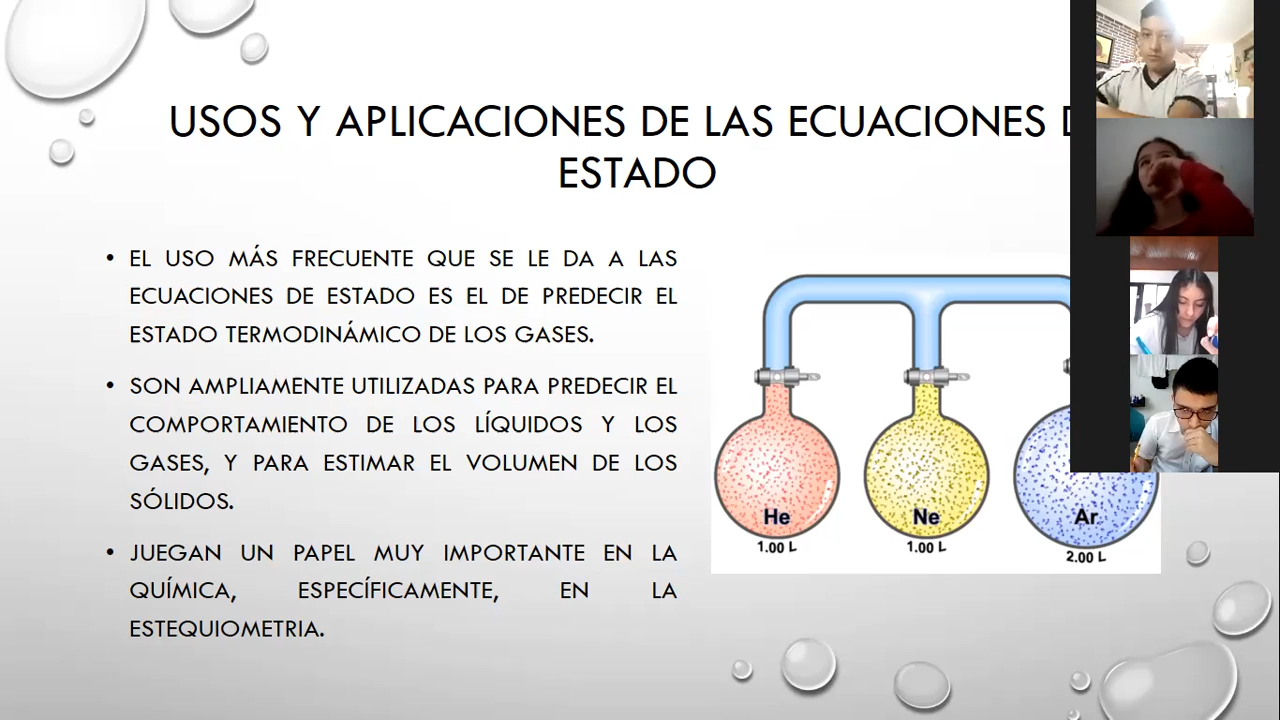 USOS Y APLICACIONES DE LAS ECUACIONES
ESTADO
• EL USO MÁS FRECUENTE QUE SE LE DA A LAS
ECUACIONES DE ESTADO ES EL DE PREDECIR EL
ESTADO TERMODINÁMICO DE LOS GASES.
• SON AMPLIAMENTE UTILIZADAS PARA PREDECIR EL
COMPORTAMIENTO DE LOS LÍQUIDOS Y LOS
GASES, Y PARA ESTIMAR EL VOLUMEN DE LOS
SÓLIDOS.
• JUEGAN UN PAPEL MUY IMPORTANTE EN LA
QUÍMICA, ESPECÍFICAMENTE, EN LA
ESTEQUIOMETRIA.
He
1.00 L
Ne
1.00 L
Ar
2.00 L